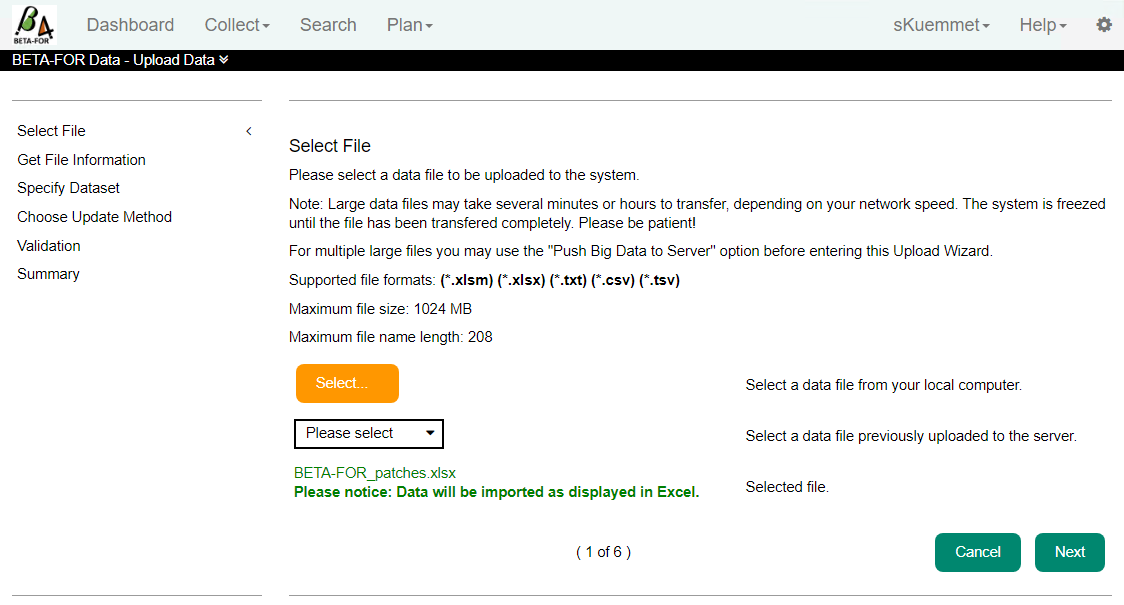 BA
BETA-FOR
Dashboard Collect Search Plan sKuemmet Help
BETA-FOR Data - Upload Data
Select File
Get File Information
Specify Dataset
Choose Update Method
Validation
Summary
Select File
Please select a data file to be uploaded to the system.
Note: Large data files may take several minutes or hours to transfer, depending on your network speed. The system is freezed
until the file has been transfered completely. Please be patient!
For multiple large files you may use the "Push Big Data to Server" option before entering this Upload Wizard.
Supported file formats: (*.xlsm) (*.xlsx) (*.txt) (*.csv) (*.tsv)
Maximum file size: 1024 MB
Maximum file name length: 208
Select... Select a data file from your local computer.
Please select Select a data file previously uploaded to the server.
BETA-FOR_patches.xlsx
Please notice: Data will be imported as displayed in Excel. Selected file.
( 1 of 6 ) Cancel Next